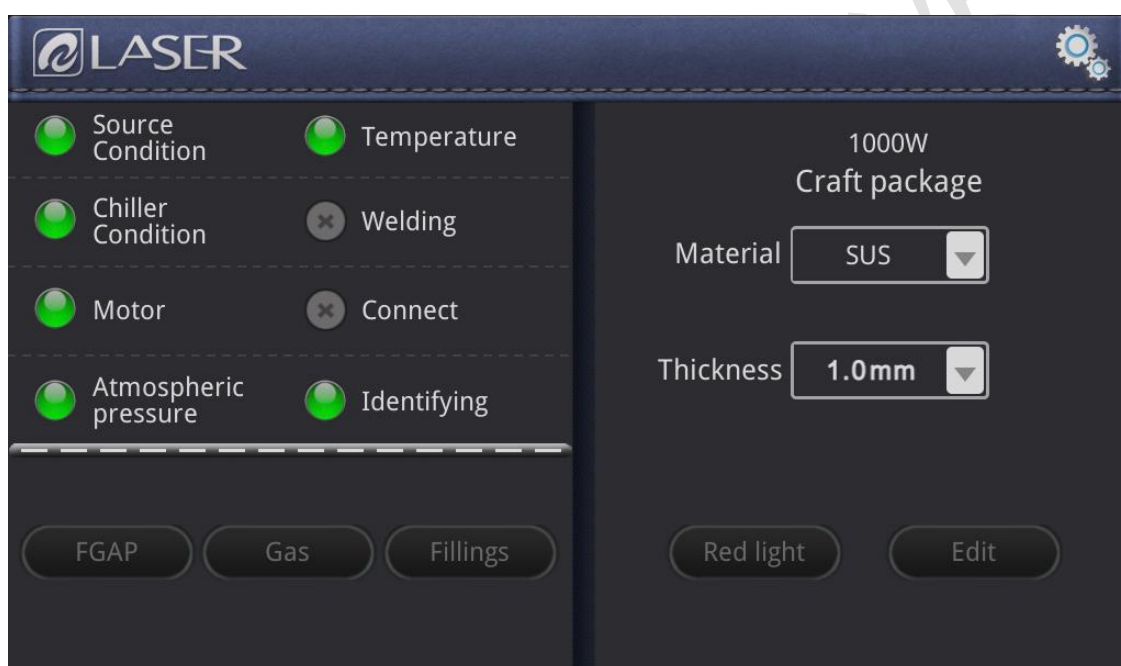 LASER
Source
Condition
Temperature
Chiller
Condition
Welding
Motor
Connect
Atmospheric
pressure
Identifying
FGAP
Gas
Fillings
1000W
Craft package
Material
SUS
Thickness
1.0mm
Red light
Edit